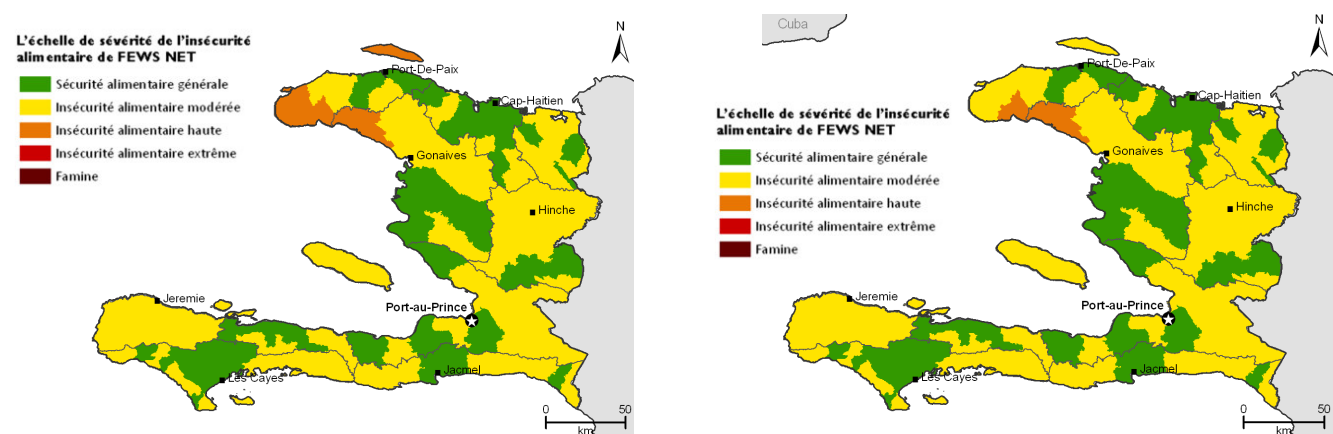 L'échelle de sévérité de l'insécurité
alimentaire de FEWS NET
Sécurité alimentaire générale
Insécurité alimentaire modérée
Insécurité alimentaire haute
Insécurité alimentaire extrême
Famine
N
Port-De-Paix
Cap-Haitien
Gonaives
Hinche
Jeremie
Port-au-Prince
Les Cayes
Jacmel
0 50
km
Cuba
N
Port-De-Paix
Cap-Haitien
L'échelle de sévérité de l'insécurité
alimentaire de FEWS NET
Sécurité alimentaire générale
Insécurité alimentaire modérée
Insécurité alimentaire haute
Insécurité alimentaire extrême
Famine
Gonaives
Hinche
Jeremie
Port-au-Prince
Les Cayes
Jacmel
0 50
km